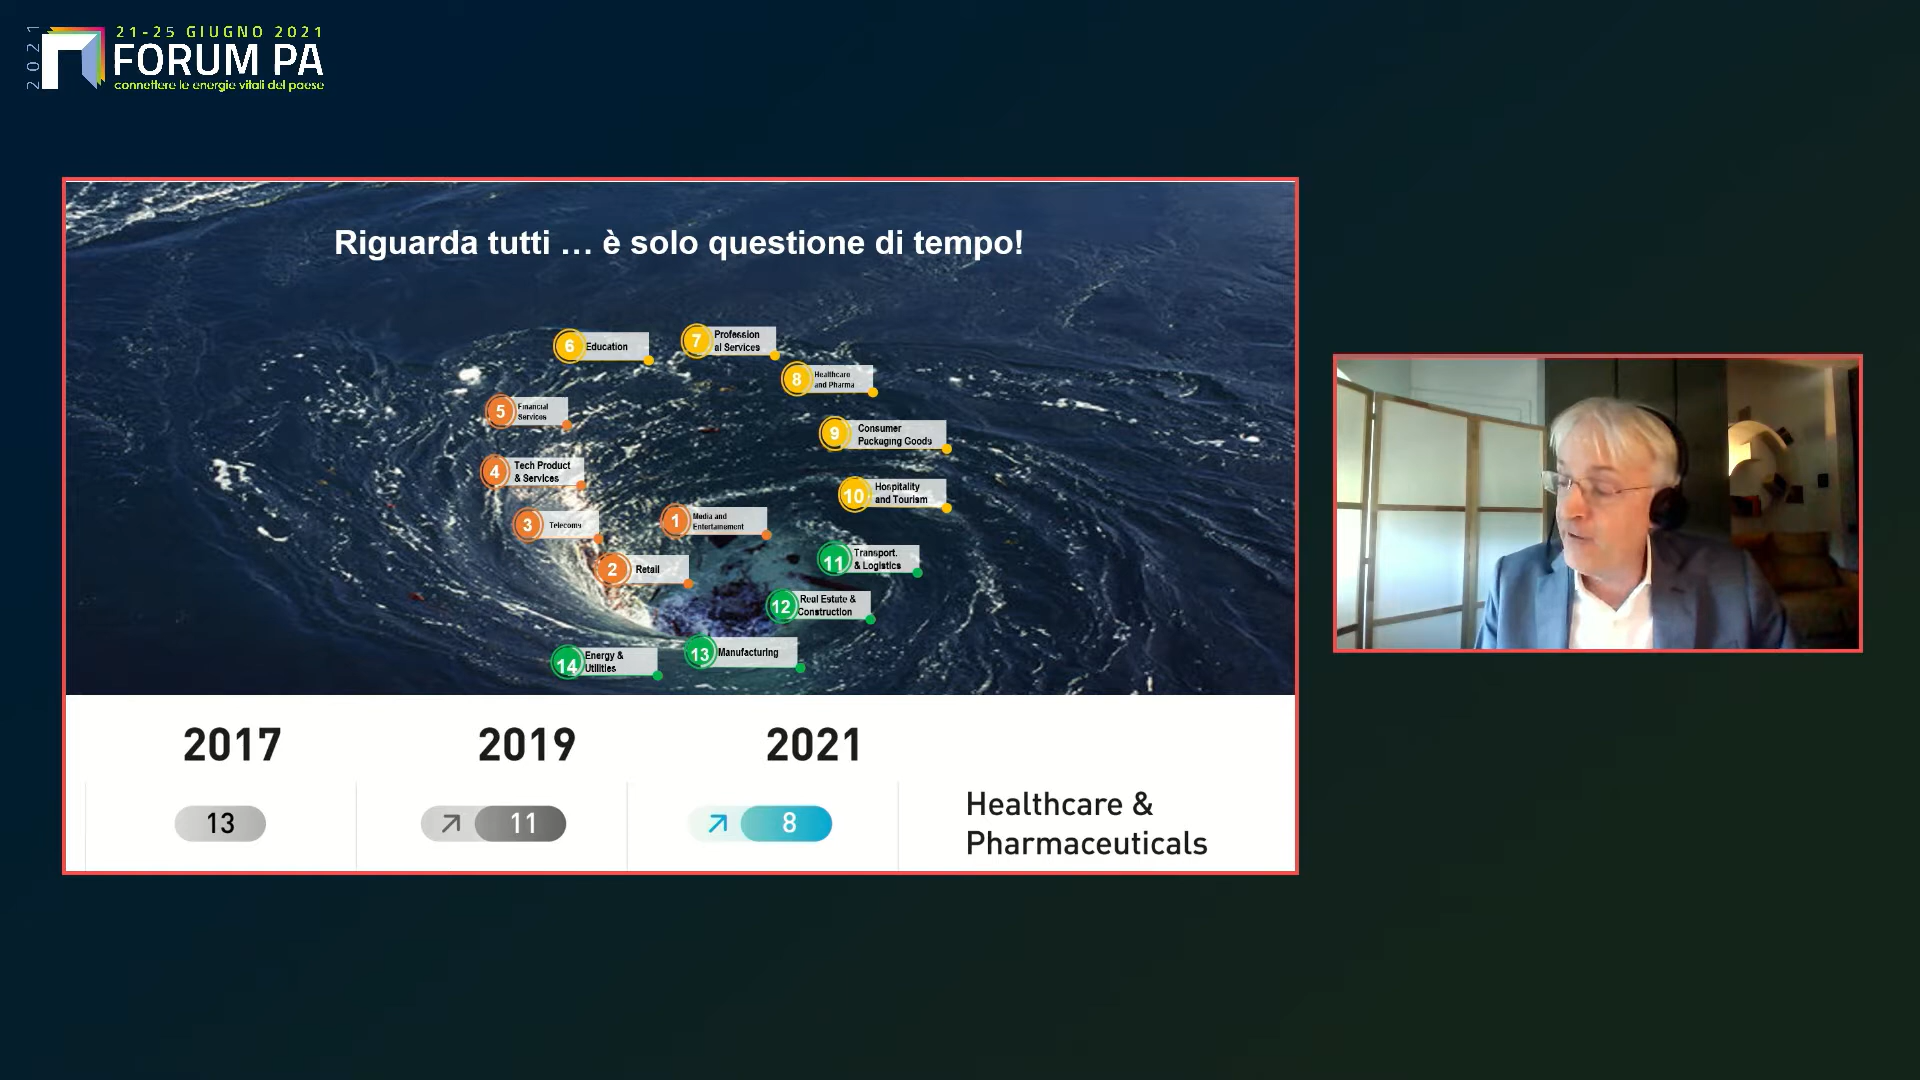 2021
21-25 GIUGNO 2021
FORUM PA
connettere le energie vitali del paese
Riguarda tutti … è solo questione di tempo!
6 Education
7 Profession
al Services
8 Healthcare
and Pharma
5 Financial
Services
9 Consumer
Packaging Goods
4 Tech Product
& Services
10 Hospitality
and Tourism
3 Telecoms
1 Media and
Entertainement
2 Retail
11 Transport.
& Logistics
12 Real Estate &
Construction
14 Energy &
Utilities
13 Manufacturing
2017
2019
2021
13
11
8
Healthcare &
Pharmaceuticals